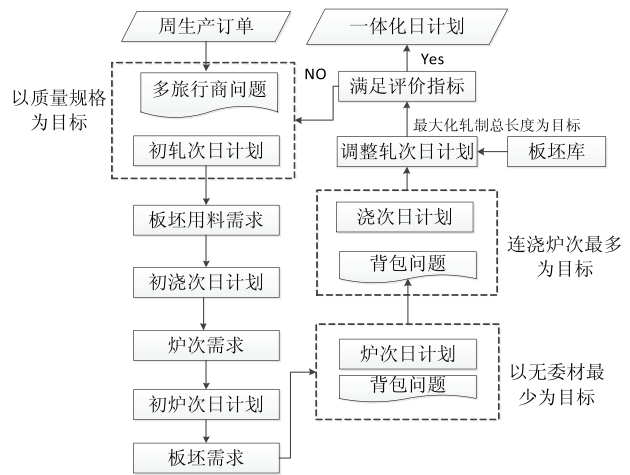 周生产订单
以质量规格
为目标
多旅行商问题
初轧次日计划
板坯用料需求
初浇次日计划
炉次需求
初炉次日计划
板坯需求
一体化日计划
Yes
NO
满足评价指标
最大化轧制总长度为目标
调整轧次日计划
板坯库
浇次日计划
背包问题
连浇炉次最多
为目标
炉次日计划
背包问题
以无委材最
少为目标